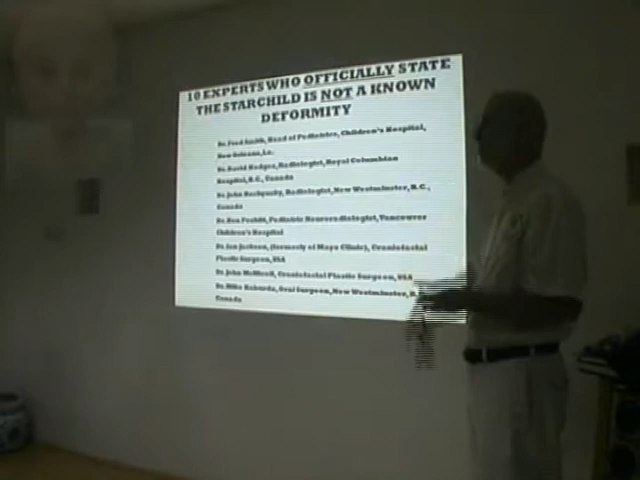 10 EXPERTS WHO OFFICIALLY STATE
THE STARCHILD IS NOT A KNOWN
DEFORMITY
Dr. Fred Smith, Head of Pediatrics, Children's Hospital,
New Orleans, La.
Dr. David Hodges, Radiologist, Royal Columbian
Hospital, B.C., Canada
Dr. John Bachynsky, Radiologist, New Westminster, B.C.,
Canada
Dr. Ken Poskitt, Pediatric Neuroradiologist, Vancouver
Children's Hospital
Dr. Ian Jackson, (formerly of Mayo Clinic), Craniofacial
Plastic Surgeon, USA
Dr. John McNicoll, Craniofacial Plastic Surgeon, USA
Dr. Mike Kaburda, Oral Surgeon, New Westminster,
Canada